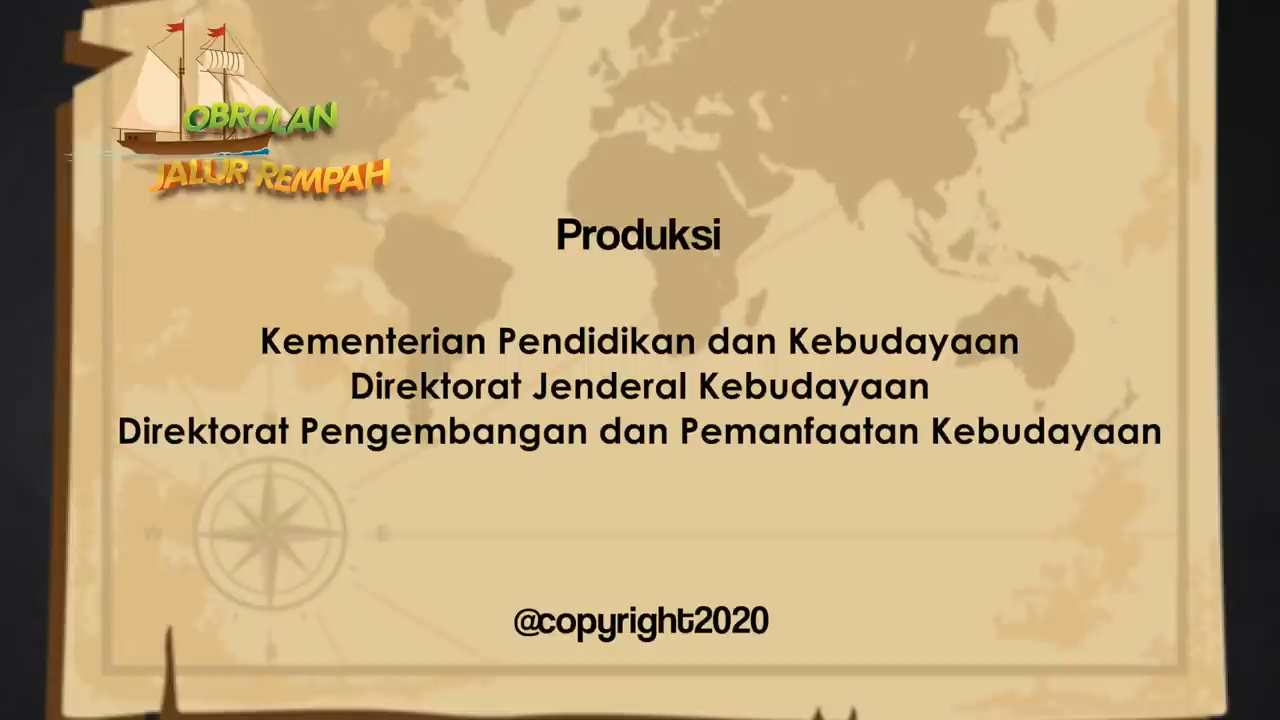 OBROLAN
JALUR REMPAH
Produksi
Kementerian Pendidikan dan Kebudayaan
Direktorat Jenderal Kebudayaan
Direktorat Pengembangan dan Pemanfaatan Kebudayaan
W
E
@copyright2020